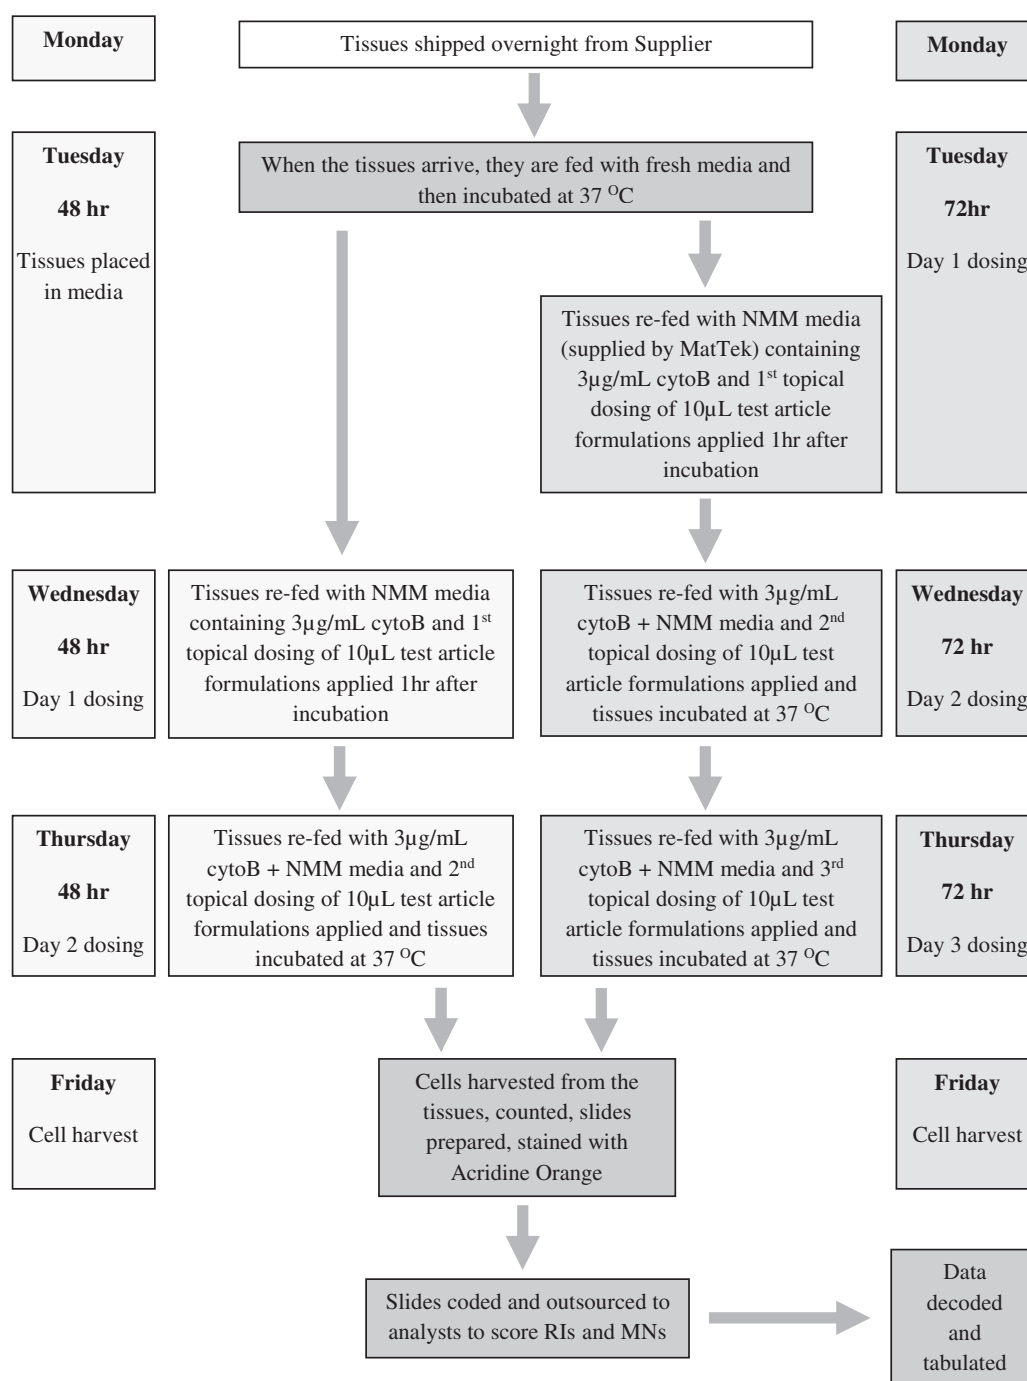 Monday
Tissues shipped overnight from Supplier
Monday
Tuesday
48 hr
Tissues placed
in media
When the tissues arrive, they are fed with fresh media and
then incubated at 37 ᴼC
Tuesday
72hr
Day 1 dosing
Tissues re-fed with NMM media
(supplied by MatTek) containing
3µg/mL cytoB and 1ˢᵗ topical
dosing of 10µL test article
formulations applied 1hr after
incubation
Wednesday
48 hr
Day 1 dosing
Tissues re-fed with NMM media
containing 3µg/mL cytoB and 1ˢᵗ
topical dosing of 10µL test article
formulations applied 1hr after
incubation
Tissues re-fed with 3µg/mL
cytoB + NMM media and 2ⁿᵈ
topical dosing of 10µL test
article formulations applied and
tissues incubated at 37 ᴼC
Wednesday
72 hr
Day 2 dosing
Thursday
48 hr
Day 2 dosing
Tissues re-fed with 3µg/mL
cytoB + NMM media and 2ⁿᵈ
topical dosing of 10µL test article
formulations applied and tissues
incubated at 37 ᴼC
Tissues re-fed with 3µg/mL
cytoB + NMM media and 3ʳᵈ
topical dosing of 10µL test
article formulations applied and
tissues incubated at 37 ᴼC
Thursday
72 hr
Day 3 dosing
Friday
Cell harvest
Cells harvested from the
tissues, counted, slides
prepared, stained with
Acridine Orange
Friday
Cell harvest
Slides coded and outsourced to
analysts to score RIs and MNs
Data
decoded
and
tabulated